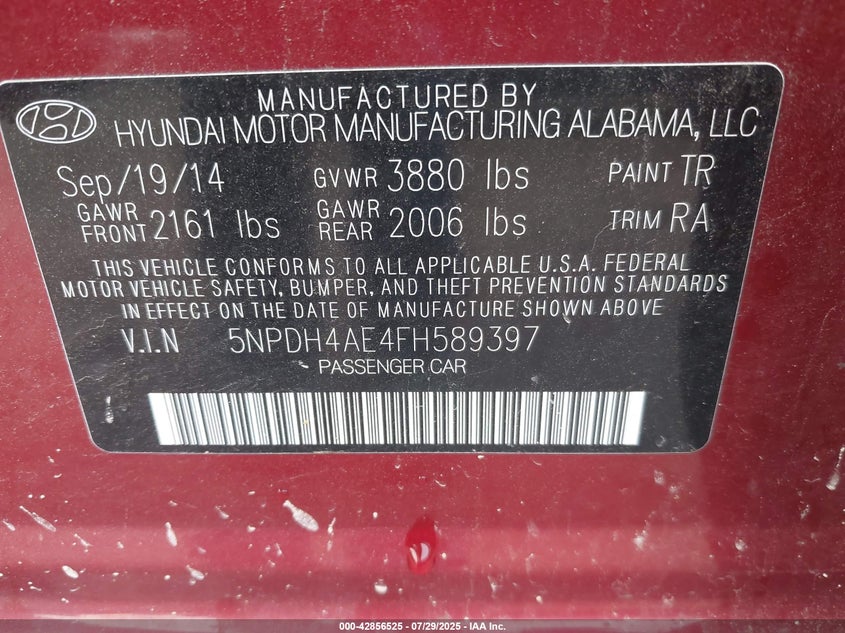 MANUFACTURED BY
HYUNDAI MOTOR MANUFACTURING ALABAMA, LLC
Sep/19/14 GVWR 3880 lbs PAINT TR
GAWR FRONT 2161 lbs GAWR REAR 2006 lbs TRIM RA
THIS VEHICLE CONFORMS TO ALL APPLICABLE U.S.A. FEDERAL
MOTOR VEHICLE SAFETY, BUMPER, AND THEFT PREVENTION STANDARDS
IN EFFECT ON THE DATE OF MANUFACTURE SHOWN ABOVE.
V.I.N 5NPDH4AE4FH589397
PASSENGER CAR
000-42856525 - 07/29/2025 - IAA Inc.